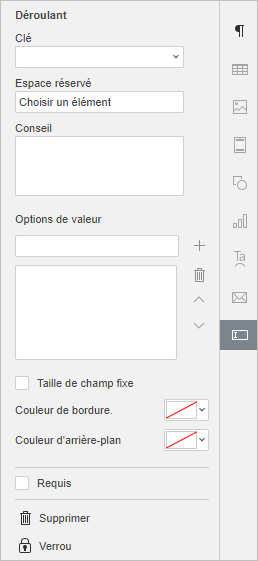 Déroulant
Clé
Espace réservé
Choisir un élément
Conseil
Options de valeur
Taille de champ fixe
Couleur de bordure.
Couleur d'arrière-plan
Requis
Supprimer
Verrou
Ta